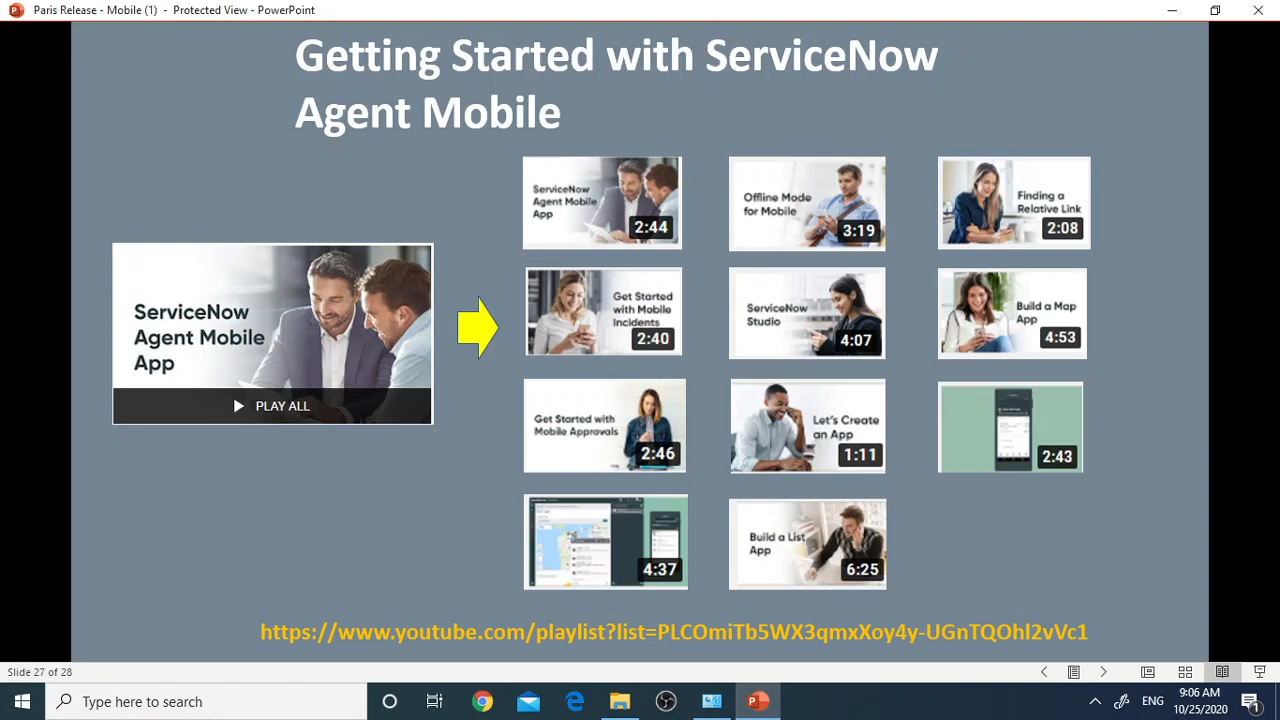 Paris Release - Mobile (1) - Protected View - PowerPoint
Getting Started with ServiceNow
Agent Mobile
ServiceNow
Agent Mobile
App
PLAY ALL
ServiceNow
Agent Mobile
App
2:44
Offline Mode
for Mobile
3:19
Finding a
Relative Link
2:08
Get Started
with Mobile
Incidents
2:40
ServiceNow
Studio
4:07
Build a Map
App
4:53
Get Started with
Mobile Approvals
2:46
Let's Create
an App
1:11
2:43
4:37
Build a List
App
6:25
https://www.youtube.com/playlist?list=PLCOmiTb5WX3qmxXoy4y-UGnTQOhl2vVc1
Slide 27 of 28
Type here to search
ENG
9:06 AM
10/25/2020
1